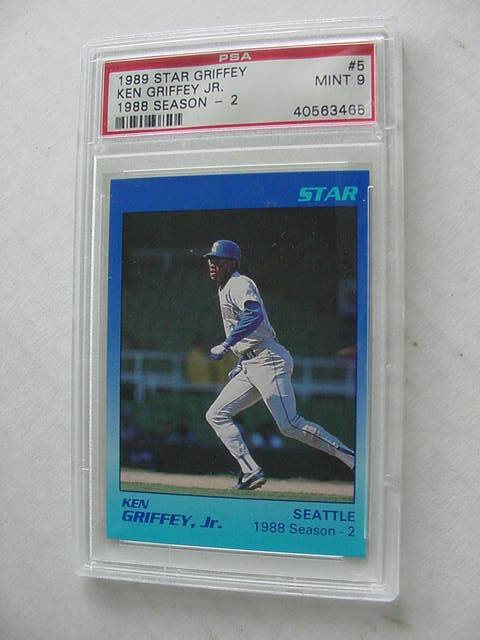 PSA
1989 STAR GRIFFEY #5
KEN GRIFFEY JR. MINT 9
1988 SEASON - 2 40563465
STAR
KEN
GRIFFEY, Jr.
SEATTLE
1988 Season - 2